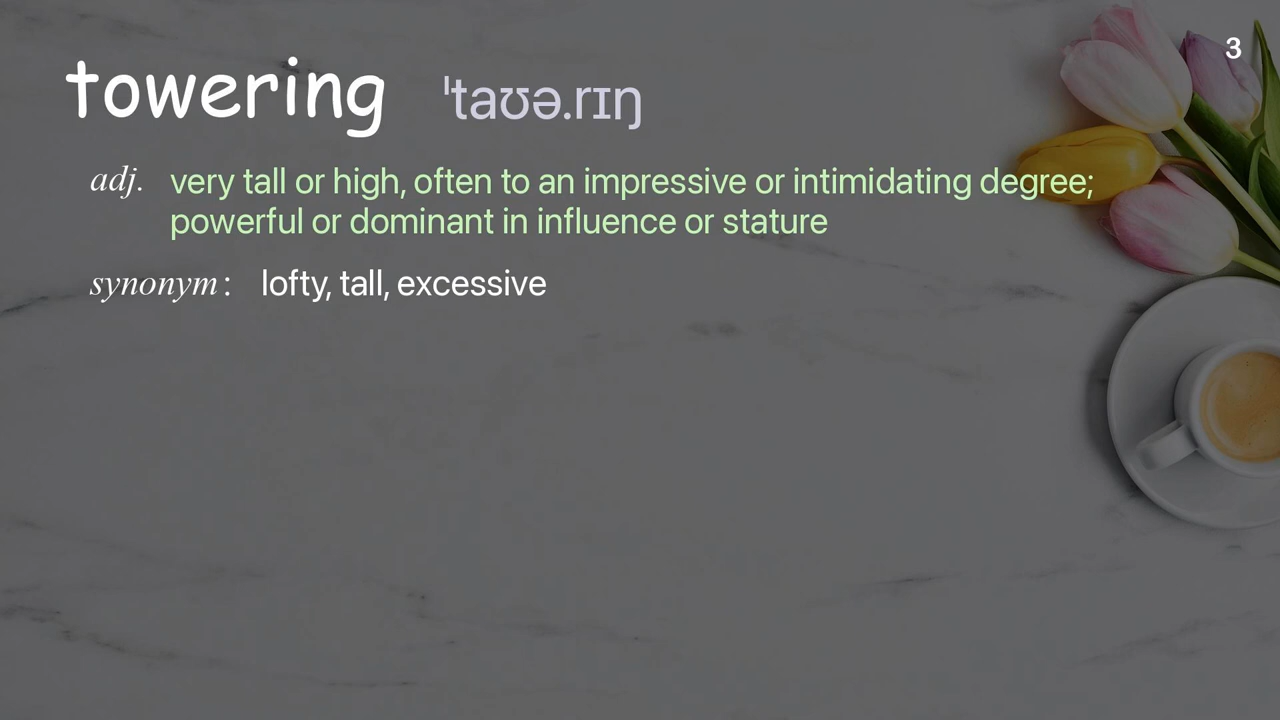 3
towering ˈtaʊə.rɪŋ
adj. very tall or high, often to an impressive or intimidating degree;
powerful or dominant in influence or stature
synonym: lofty, tall, excessive